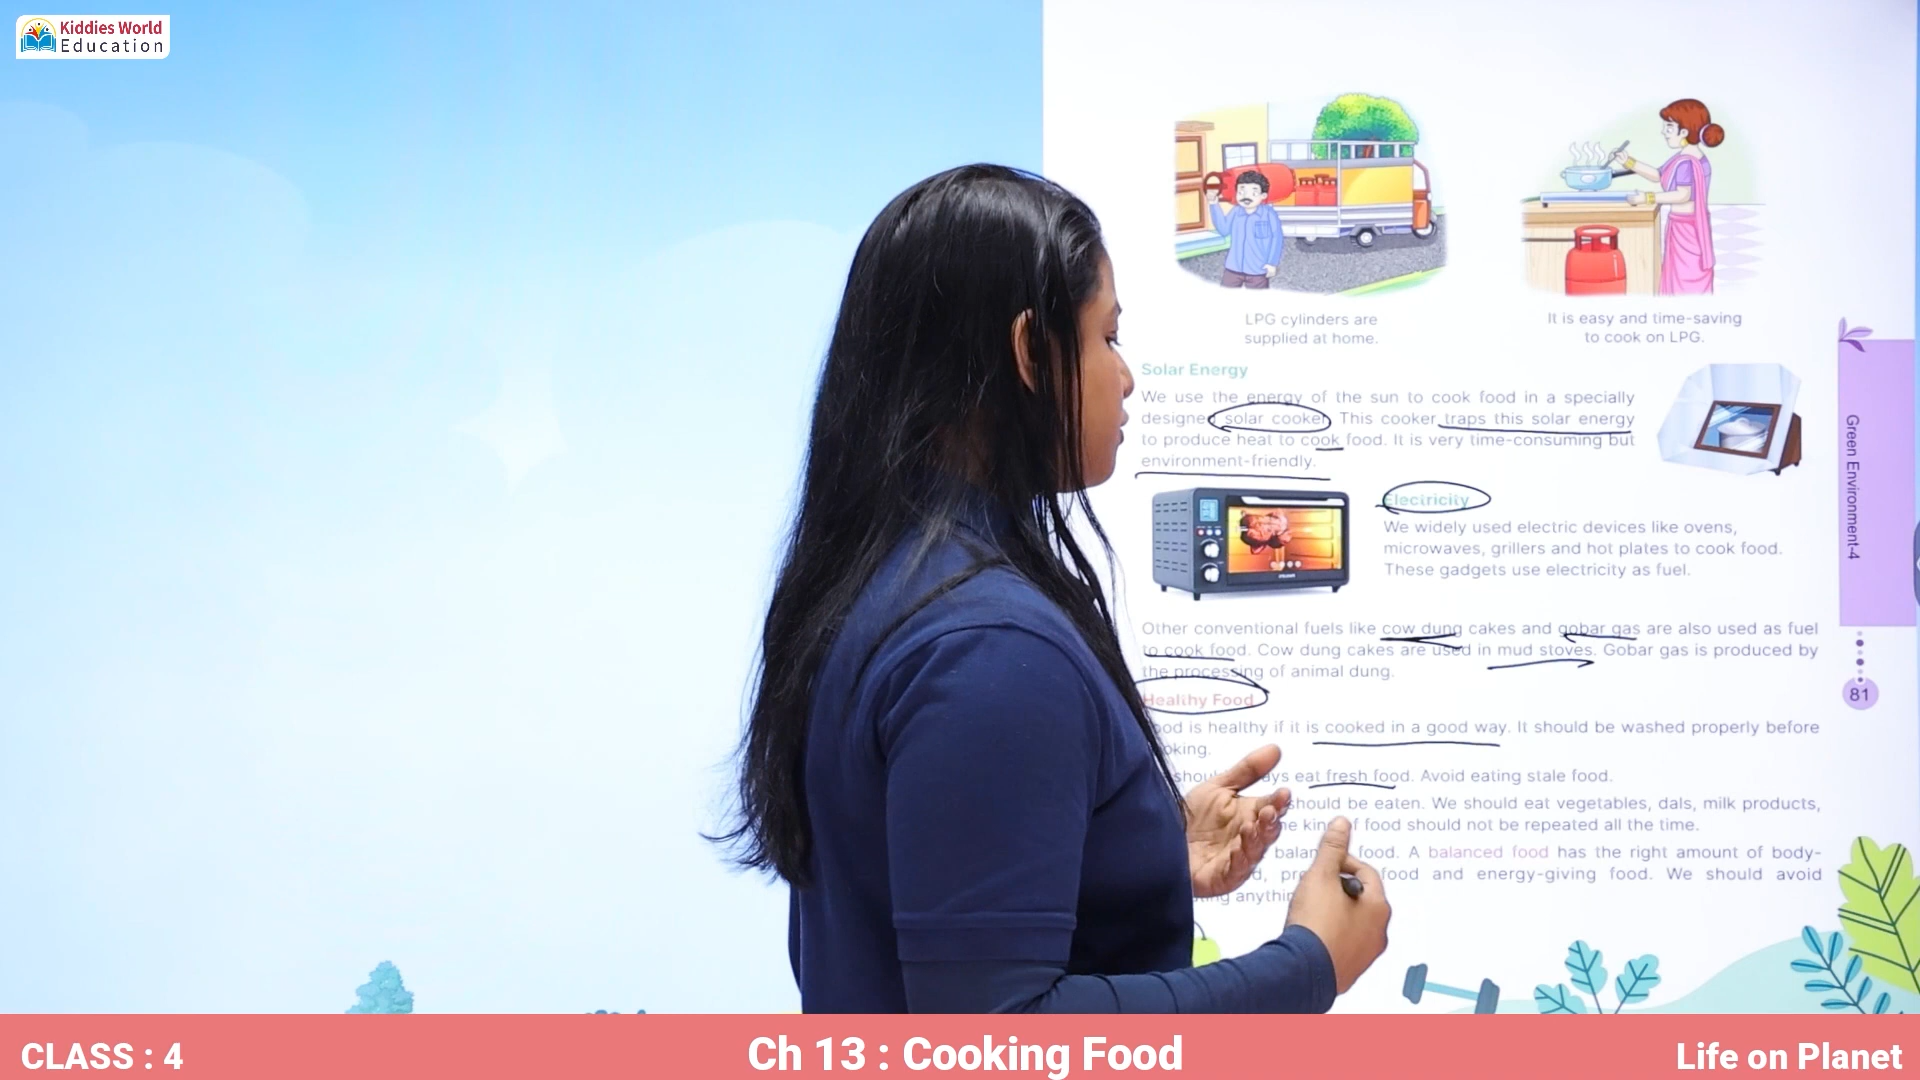 Kiddies World
Education
LPG cylinders are
supplied at home.
It is easy and time-saving
to cook on LPG.
Solar Energy
We use the energy of the sun to cook food in a specially
designed solar cooker. This cooker traps this solar energy
to produce heat to cook food. It is very time-consuming but
environment-friendly.
Electricity
We widely used electric devices like ovens,
microwaves, grillers and hot plates to cook food.
These gadgets use electricity as fuel.
Other conventional fuels like cow dung cakes and gobar gas are also used as fuel
to cook food. Cow dung cakes are used in mud stoves. Gobar gas is produced by
the processing of animal dung.
Healthy Food
is healthy if it is cooked in a good way. It should be washed properly before
eat fresh food. Avoid eating stale food.
should be eaten. We should eat vegetables, dals, milk products,
of food should not be repeated all the time.
food. A balanced food has the right amount of body-
food and energy-giving food. We should avoid
Green Environment-4
81
CLASS : 4
Ch 13 : Cooking Food
Life on Planet